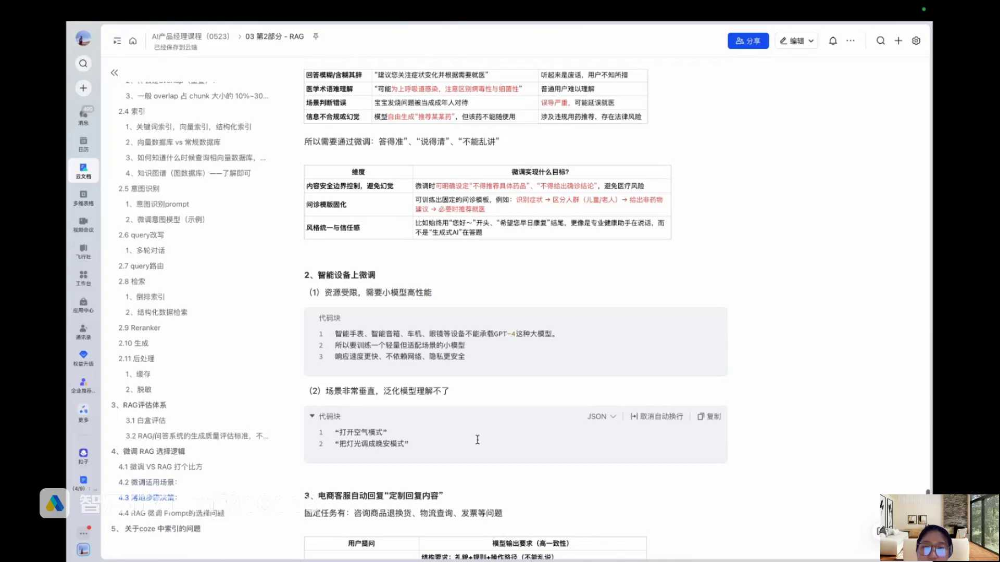 AI产品经理课程（0523） > 03 第2部分 - RAG
已经保存到云端
分享
编辑
499
消息
日历
云文档
多维表格
视频会议
飞行社
工作台
应用中心
通讯录
权益升级
企业推荐...
更多
扣子
(4/9) : ...
3、一般 overlap 占 chunk 大小的 10%~30...
2.4 索引
1、关键词索引，向量索引，结构化索引
2、向量数据库 vs 常规数据库
3、如何知道什么时候查询相向量数据库，...
4、知识图谱（图数据库）——了解即可
2.5 意图识别
1、意图识别prompt
2、微调意图模型（示例）
2.6 query改写
1、多轮对话
2.7 query路由
2.8 检索
1、倒排索引
2、结构化数据检索
2.9 Reranker
2.10 生成
2.11 后处理
1、缓存
2、脱敏
3、RAG评估体系
3.1 白盒评估
3.2 RAG/问答系统的生成质量评估标准，不...
4、微调 RAG 选择逻辑
4.1 微调 VS RAG 打个比方
4.2 微调适用场景：
4.3 落地步骤决策：
4.4 RAG 微调 Prompt的选择问题
5、 关于coze 中索引的问题
回答模糊/含糊其辞 “建议您关注症状变化并根据需要就医” 听起来是废话，用户不知所措
医学术语难理解 “可能为上呼吸道感染，注意区别病毒性与细菌性” 普通用户难以理解
场景判断错误 宝宝发烧问题被当成成年人对待 误导严重，可能延误就医
信息不合规或幻觉 模型自由生成“推荐某某药”，但该药不能随便用 涉及违规用药推荐，存在法律风险
所以需要通过微调：答得准”、“说得清”、“不能乱讲”
维度 微调实现什么目标?
内容安全边界控制，避免幻觉 微调时可明确设定“不得推荐具体药品”、“不得给出确诊结论”，避免医疗风险
问诊模版固化 可训练出固定的问诊模板，例如：识别症状 → 区分人群（儿童/老人）→ 给出非药物
建议 → 必要时推荐就医
风格统一与信任感 比如始终用“您好～”开头、“希望您早日康复”结尾，更像是专业健康助手在说话，而
不是“生成式AI”在答题
2、智能设备上微调
（1）资源受限，需要小模型高性能
代码块
1 智能手表、智能音箱、车机、眼镜等设备不能承载GPT-4这种大模型。
2 所以要训练一个轻量但适配场景的小模型
3 响应速度更快、不依赖网络、隐私更安全
（2）场景非常垂直，泛化模型理解不了
代码块 JSON 取消自动换行 复制
1 “打开空气模式”
2 “把灯光调成晚安模式”
3、电商客服自动回复“定制回复内容”
固定任务有：咨询商品退换货、物流查询、发票等问题
用户提问 模型输出要求（高一致性）
结构要求：礼貌+规则+操作路径（不能乱说）